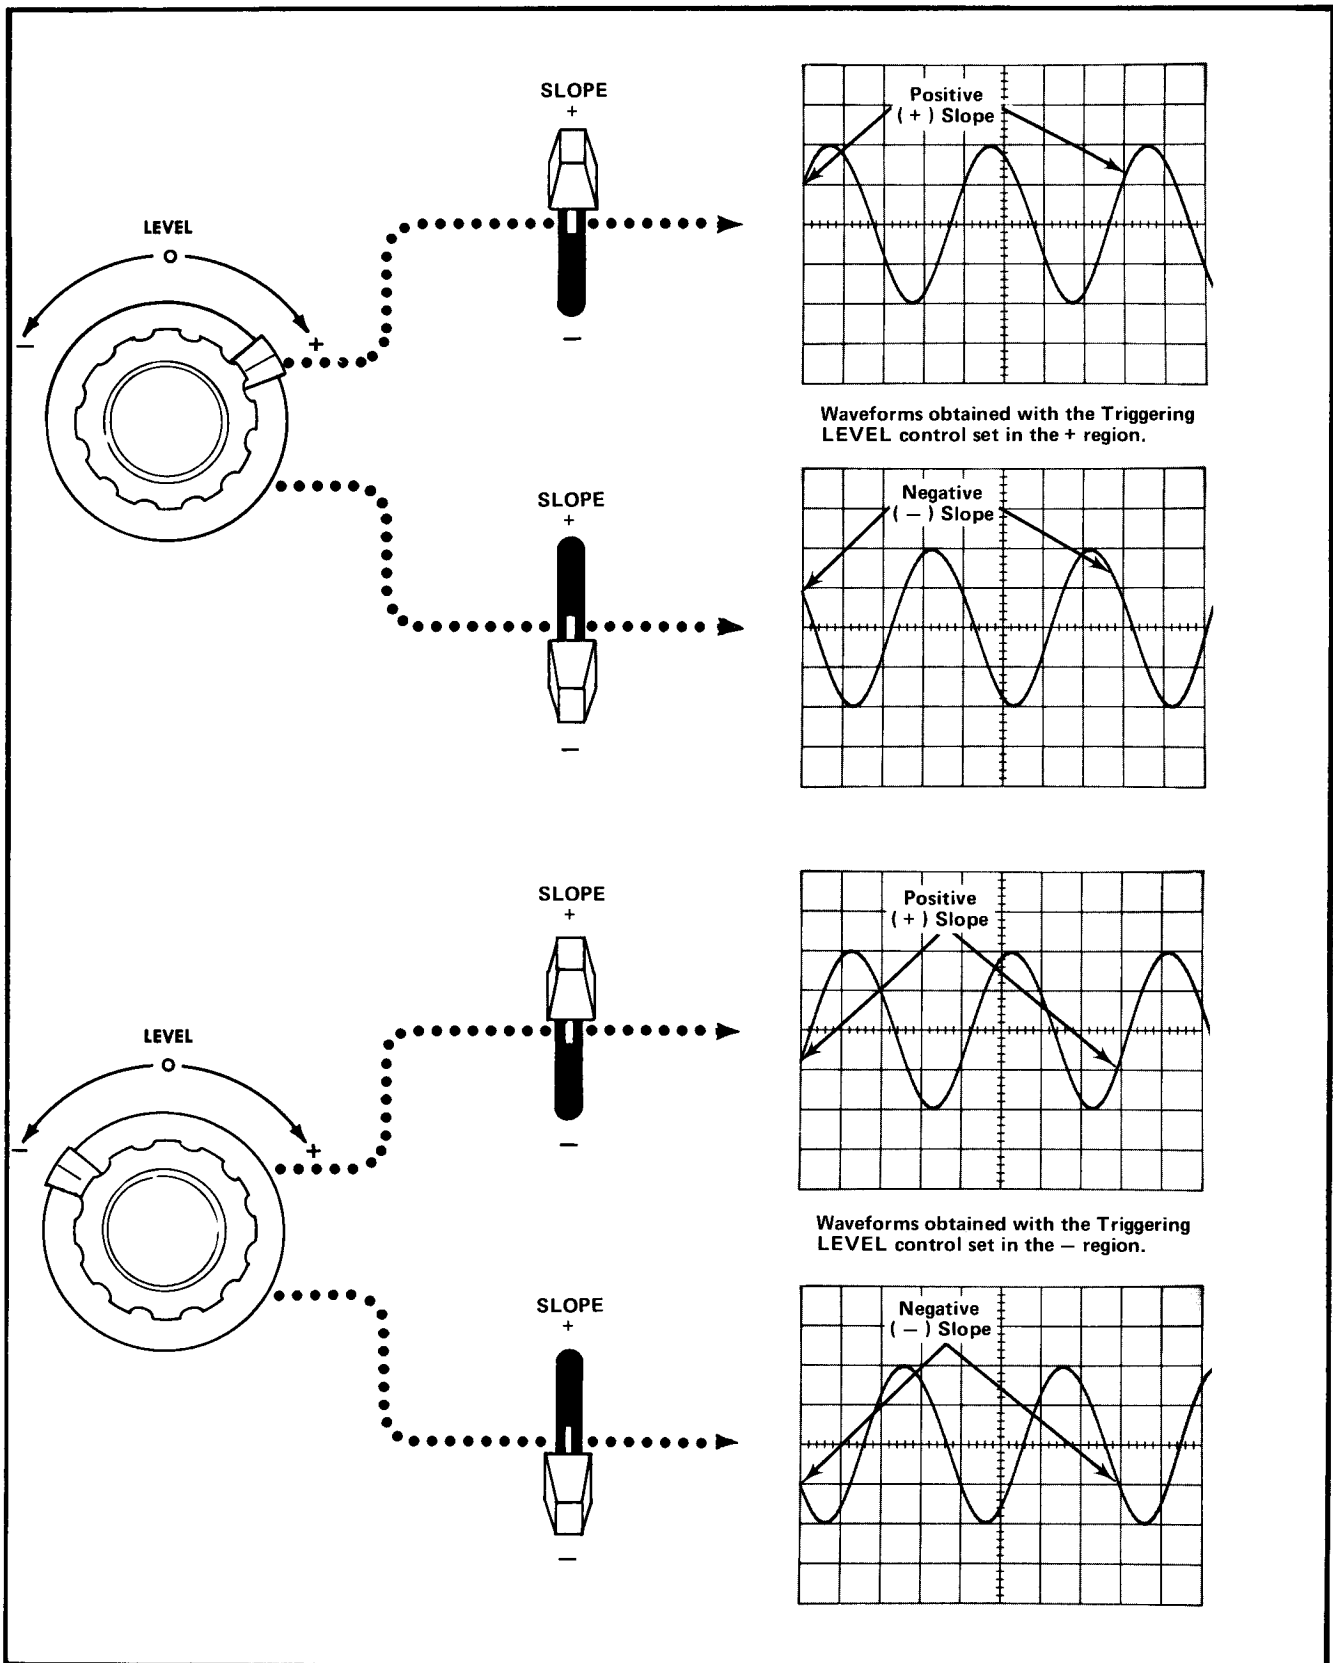 SLOPE
+
−
LEVEL
O
−
+
Positive
( + ) Slope
Waveforms obtained with the Triggering
LEVEL control set in the + region.
SLOPE
+
−
Negative
( − ) Slope
SLOPE
+
−
LEVEL
O
−
+
Positive
( + ) Slope
Waveforms obtained with the Triggering
LEVEL control set in the − region.
SLOPE
+
−
Negative
( − ) Slope